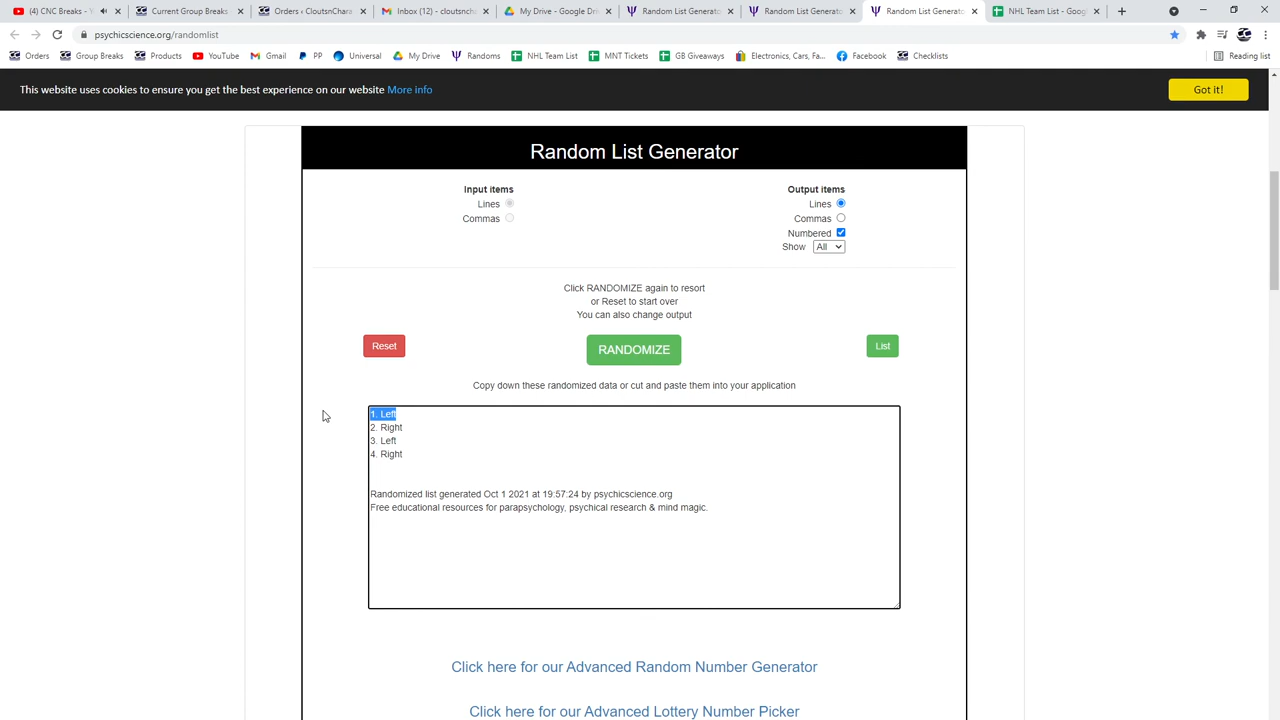 (4) CNC Breaks - Y
Current Group Breaks
Orders ‹ CloutsnChara
Inbox (12) - cloutsnch
My Drive - Google Dri
Random List Generato
Random List Generato
Random List Generato
NHL Team List - Goog
psychicscience.org/randomlist
Orders
Group Breaks
Products
YouTube
Gmail
PP
Universal
My Drive
Randoms
NHL Team List
MNT Tickets
GB Giveaways
Electronics, Cars, Fa...
Facebook
Checklists
Reading list
This website uses cookies to ensure you get the best experience on our website More info
Got it!
Random List Generator
Input items
Lines
Commas
Output items
Lines
Commas
Numbered
Show All
Click RANDOMIZE again to resort
or Reset to start over
You can also change output
Reset
RANDOMIZE
List
Copy down these randomized data or cut and paste them into your application
1. Left
2. Right
3. Left
4. Right
Randomized list generated Oct 1 2021 at 19:57:24 by psychicscience.org
Free educational resources for parapsychology, psychical research & mind magic.
Click here for our Advanced Random Number Generator
Click here for our Advanced Lottery Number Picker